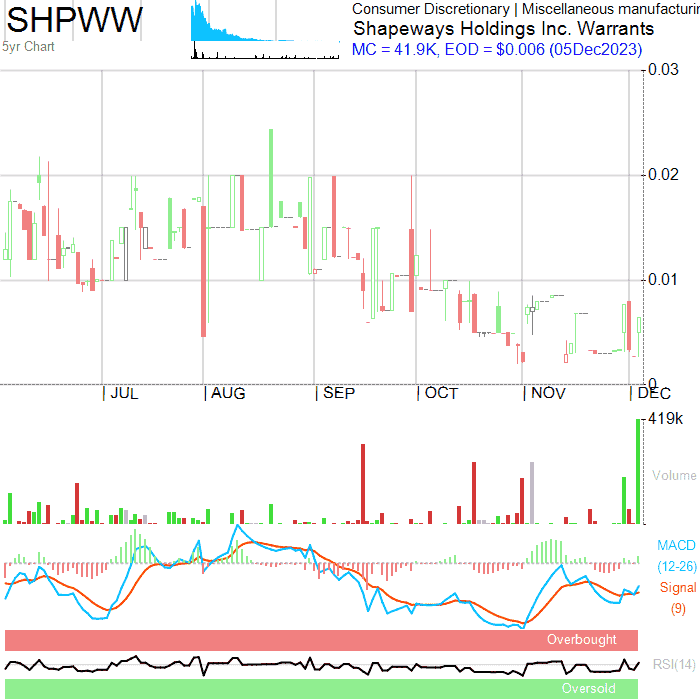 SHPWW
5yr Chart
Consumer Discretionary | Miscellaneous manufacturin
Shapeways Holdings Inc. Warrants
MC = 41.9K, EOD = $0.006 (05Dec2023)
0.03
0.02
0.01
0
| JUL | AUG | SEP | OCT | NOV | DEC
419k
Volume
MACD
(12-26)
Signal
(9)
Overbought
RSI(14)
Oversold